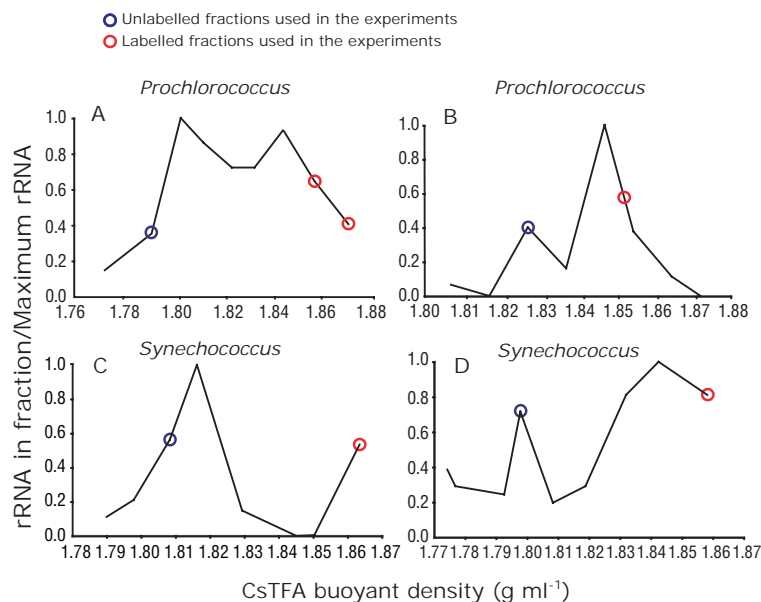 Unlabelled fractions used in the experiments
Labelled fractions used in the experiments
rRNA in fraction/Maximum rRNA
Prochlorococcus
A
1.0
0.8
0.6
0.4
0.2
0.0
1.76 1.78 1.80 1.82 1.84 1.86 1.88
Prochlorococcus
B
1.0
0.8
0.6
0.4
0.2
0.0
1.80 1.81 1.82 1.83 1.84 1.85 1.86 1.87 1.88
Synechococcus
C
1.0
0.8
0.6
0.4
0.2
0.0
1.78 1.79 1.80 1.81 1.82 1.83 1.84 1.85 1.86 1.87
Synechococcus
D
1.0
0.8
0.6
0.4
0.2
0.0
1.77 1.78 1.79 1.80 1.81 1.82 1.83 1.84 1.85 1.86 1.87
CsTFA buoyant density (g ml⁻¹)